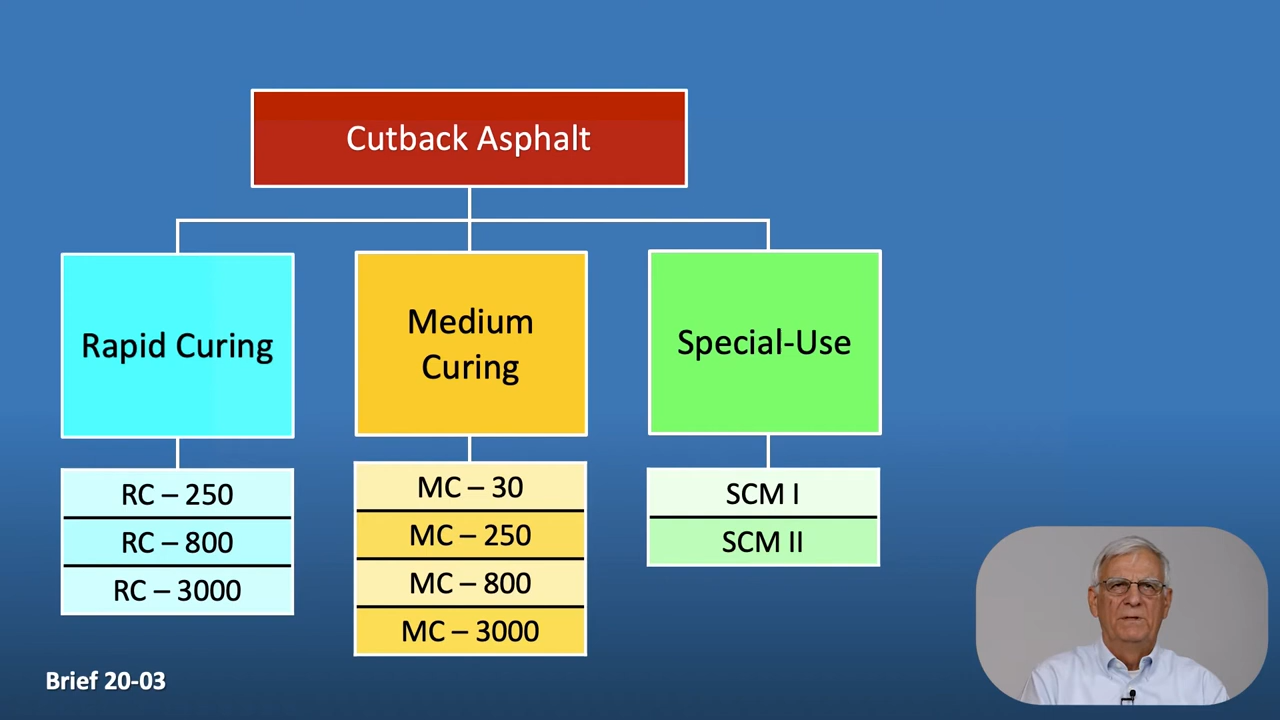 Cutback Asphalt
Rapid Curing
Medium
Curing
Special-Use
RC – 250
RC – 800
RC – 3000
MC – 30
MC – 250
MC – 800
MC – 3000
SCM I
SCM II
Brief 20-03